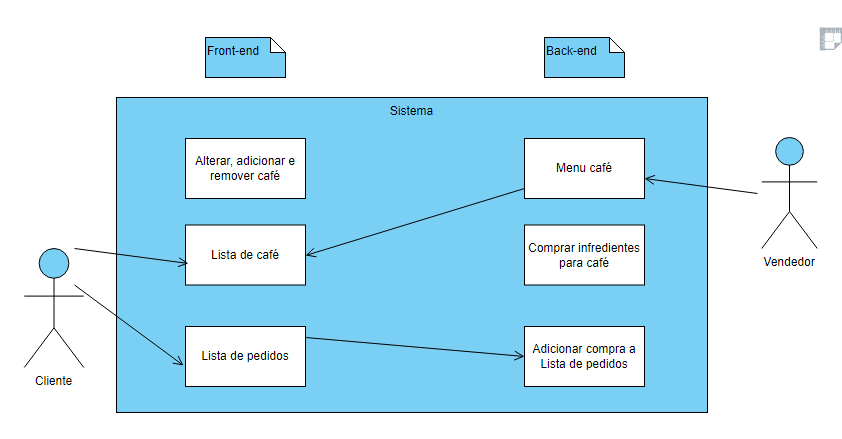 Front-end
Back-end
Sistema
Alterar, adicionar e
remover café
Menu café
Lista de café
Comprar infredientes
para café
Vendedor
Lista de pedidos
Adicionar compra a
Lista de pedidos
Cliente